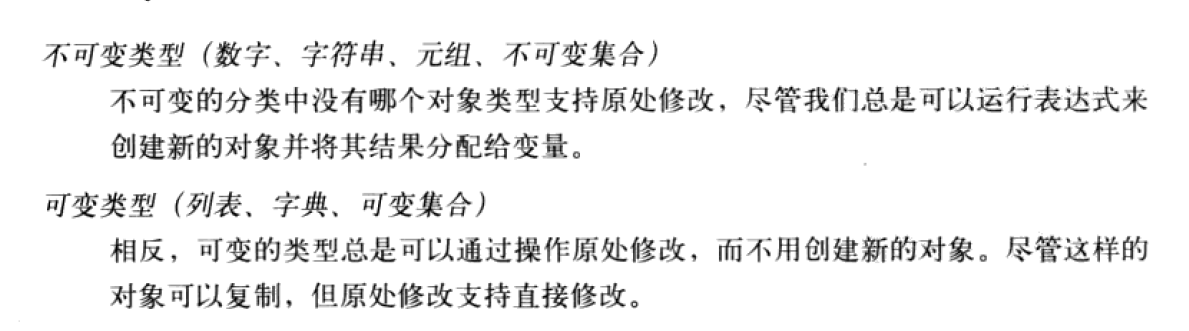 不可变类型（数字、字符串、元组、不可变集合）
不可变的分类中没有哪个对象类型支持原处修改，尽管我们总是可以运行表达式来
创建新的对象并将其结果分配给变量。
可变类型（列表、字典、可变集合）
相反，可变的类型总是可以通过操作原处修改，而不用创建新的对象。尽管这样的
对象可以复制，但原处修改支持直接修改。